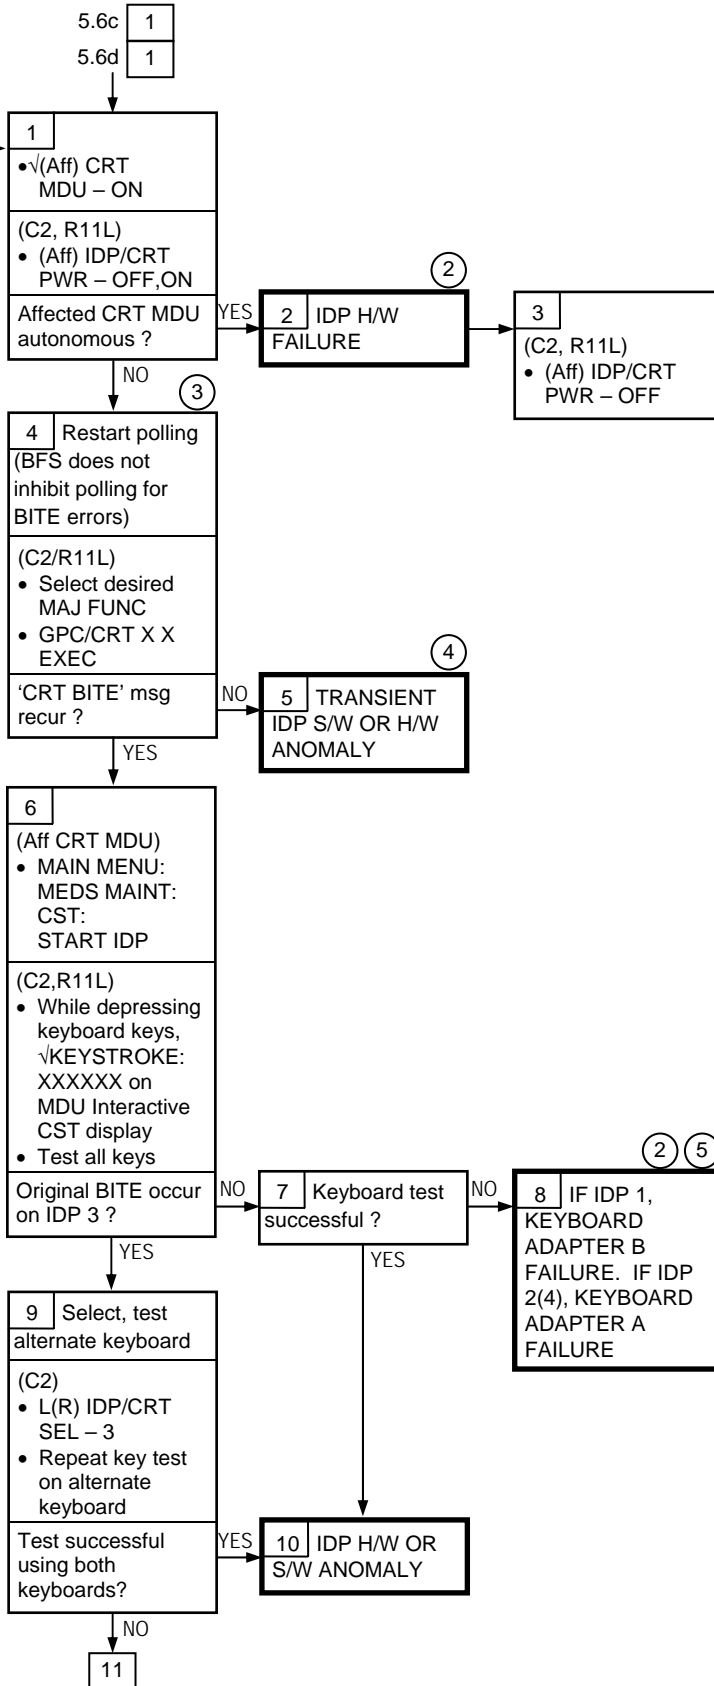 5.6c 1
5.6d 1
1
•√(Aff) CRT
MDU – ON
(C2, R11L)
• (Aff) IDP/CRT
PWR – OFF,ON
Affected CRT MDU
autonomous ?
YES
NO
2
2 IDP H/W
FAILURE
3
(C2, R11L)
• (Aff) IDP/CRT
PWR – OFF
3
4 Restart polling
(BFS does not
inhibit polling for
BITE errors)
(C2/R11L)
• Select desired
MAJ FUNC
• GPC/CRT X X
EXEC
‘CRT BITE’ msg
recur ?
NO
YES
4
5 TRANSIENT
IDP S/W OR H/W
ANOMALY
6
(Aff CRT MDU)
• MAIN MENU:
MEDS MAINT:
CST:
START IDP
(C2,R11L)
• While depressing
keyboard keys,
√KEYSTROKE:
XXXXXX on
MDU Interactive
CST display
• Test all keys
Original BITE occur
on IDP 3 ?
NO
YES
7 Keyboard test
successful ?
NO
YES
2 5
8 IF IDP 1,
KEYBOARD
ADAPTER B
FAILURE. IF IDP
2(4), KEYBOARD
ADAPTER A
FAILURE
9 Select, test
alternate keyboard
(C2)
• L(R) IDP/CRT
SEL – 3
• Repeat key test
on alternate
keyboard
Test successful
using both
keyboards?
YES
NO
10 IDP H/W OR
S/W ANOMALY
11